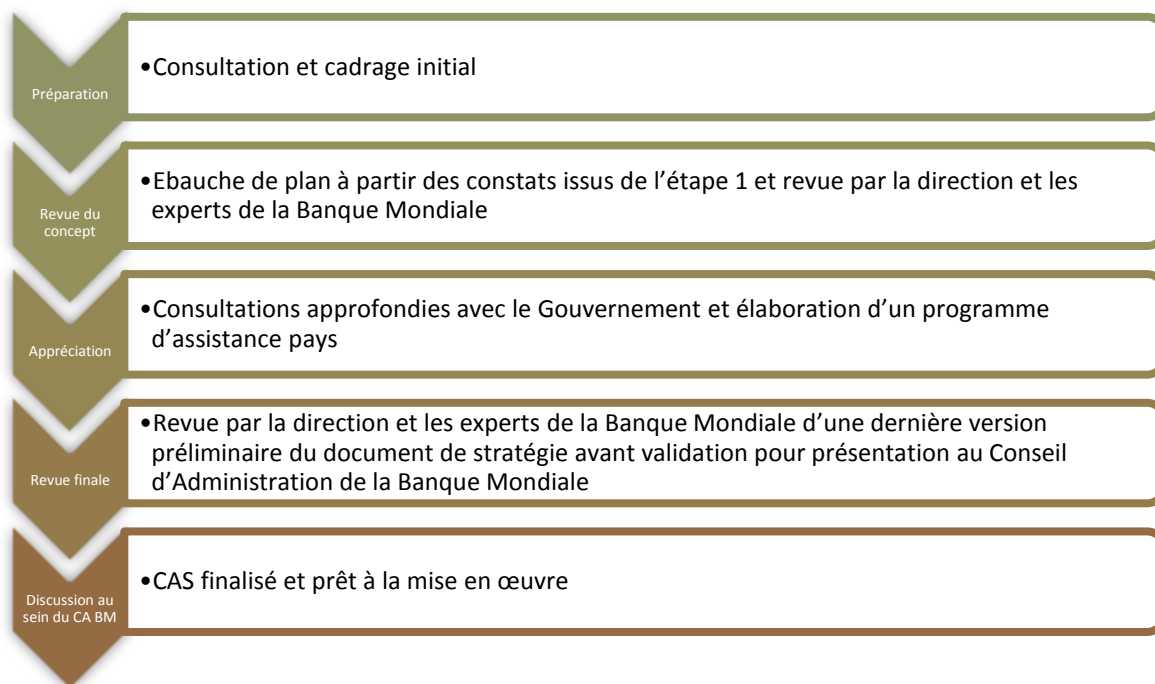 Préparation
•Consultation et cadrage initial
Revue du
concept
•Ebauche de plan à partir des constats issus de l’étape 1 et revue par la direction et les
experts de la Banque Mondiale
Appréciation
•Consultations approfondies avec le Gouvernement et élaboration d’un programme
d’assistance pays
Revue finale
•Revue par la direction et les experts de la Banque Mondiale d’une dernière version
préliminaire du document de stratégie avant validation pour présentation au Conseil
d’Administration de la Banque Mondiale
Discussion au
sein du CA BM
•CAS finalisé et prêt à la mise en œuvre